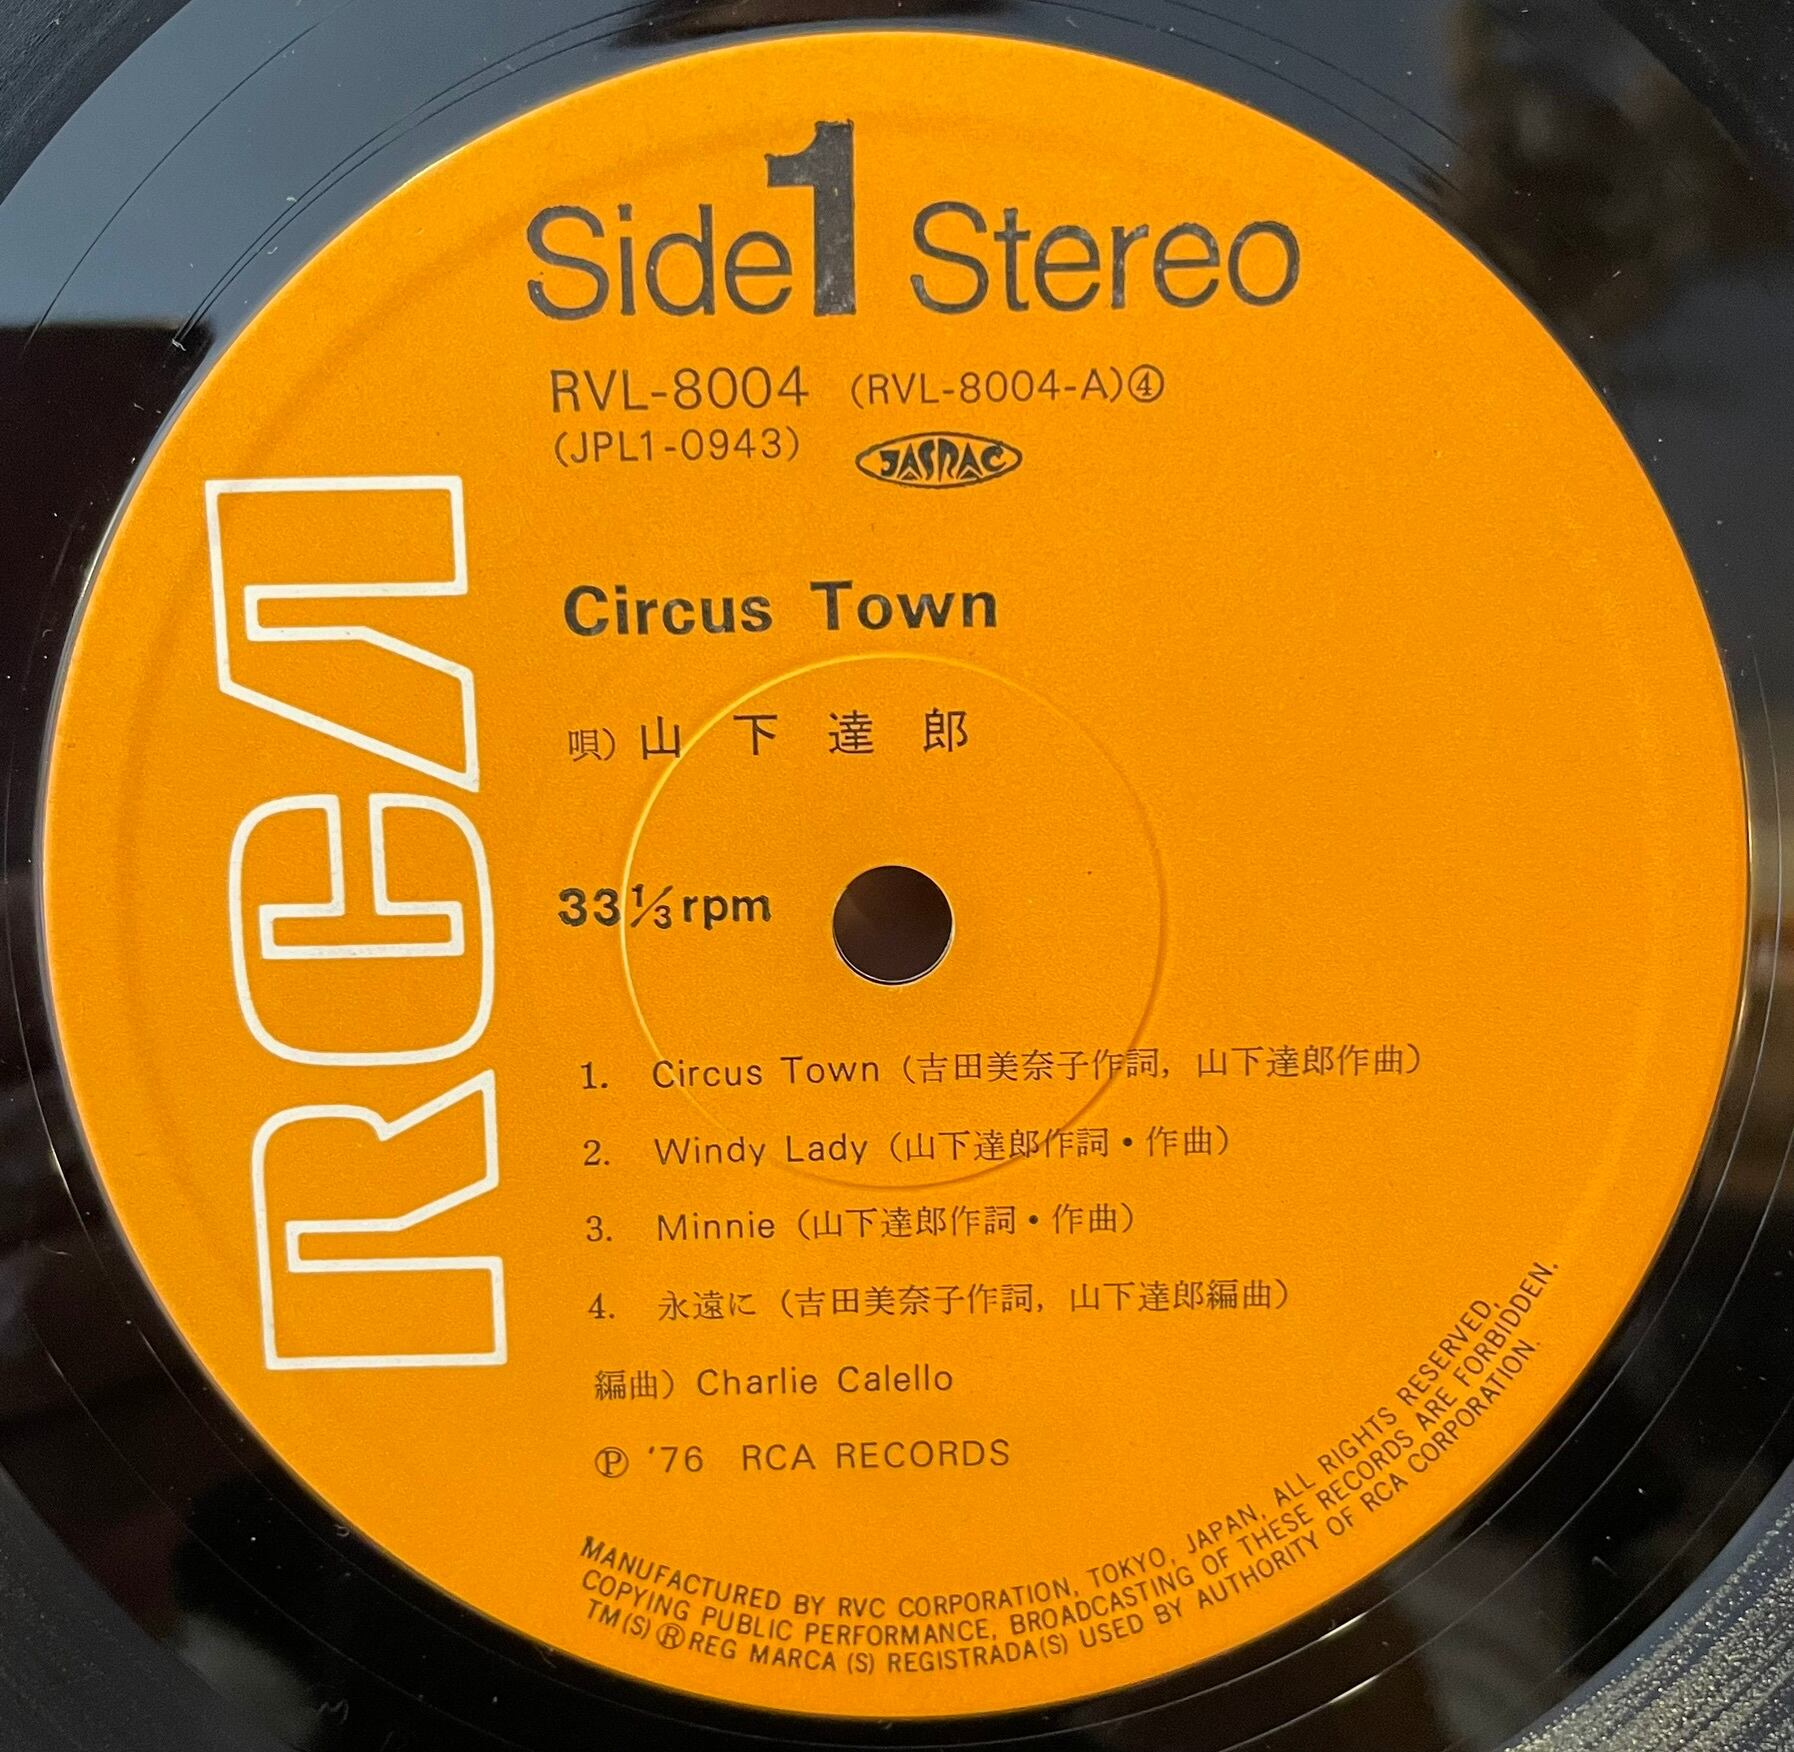 Side 1 Stereo
RVL-8004 (RVL-8004-A)④
(JPL1-0943) JASRAC
RCA
Circus Town
唄) 山下達郎
33 1/3 rpm
1. Circus Town (吉田美奈子作詞, 山下達郎作曲)
2. Windy Lady (山下達郎作詞・作曲)
3. Minnie (山下達郎作詞・作曲)
4. 永遠に (吉田美奈子作詞, 山下達郎編曲)
編曲) Charlie Calello
Ⓟ '76 RCA RECORDS
MANUFACTURED BY RVC CORPORATION, TOKYO, JAPAN, ALL RIGHTS RESERVED,
COPYING PUBLIC PERFORMANCE, BROADCASTING OF THESE RECORDS ARE FORBIDDEN.
TM(S) ® REG MARCA (S) REGISTRADA(S) USED BY AUTHORITY OF RCA CORPORATION.